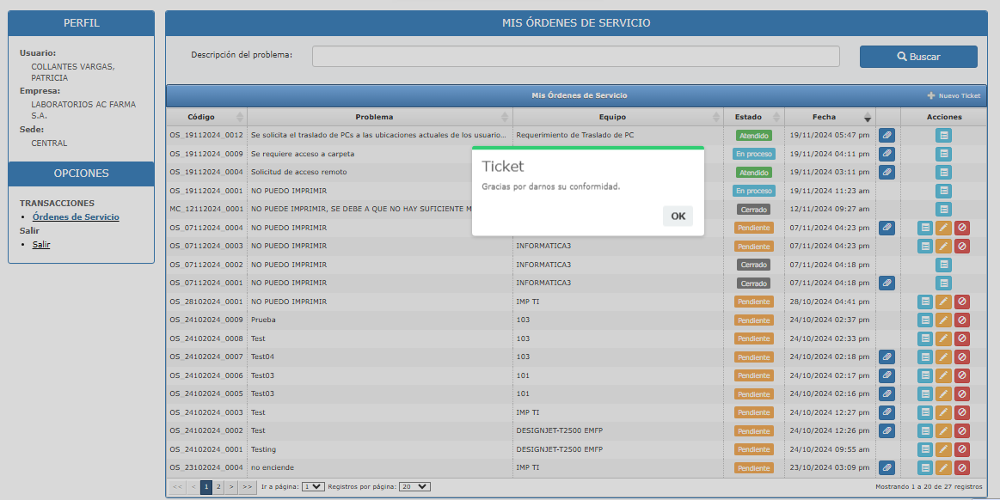 PERFIL
Usuario:
COLLANTES VARGAS,
PATRICIA
Empresa:
LABORATORIOS AC FARMA
S.A.
Sede:
CENTRAL
OPCIONES
TRANSACCIONES
Órdenes de Servicio
Salir
Salir
MIS ÓRDENES DE SERVICIO
Descripción del problema:
Buscar
Mis Órdenes de Servicio
Nuevo Ticket
Código Problema Equipo Estado Fecha Acciones
OS_19112024_0012 Se solicita el traslado de PCs a las ubicaciones actuales de los usuario... Requerimiento de Traslado de PC Atendido 19/11/2024 05:47 pm
OS_19112024_0009 Se requiere acceso a carpeta En proceso 19/11/2024 04:11 pm
OS_19112024_0004 Solicitud de acceso remoto Atendido 19/11/2024 03:11 pm
OS_19112024_0001 NO PUEDO IMPRIMIR En proceso 19/11/2024 11:23 am
MC_12112024_0001 NO PUEDE IMPRIMIR, SE DEBE A QUE NO HAY SUFICIENTE M Cerrado 12/11/2024 09:27 am
OS_07112024_0004 NO PUEDO IMPRIMIR Pendiente 07/11/2024 04:23 pm
OS_07112024_0003 NO PUEDO IMPRIMIR INFORMATICA3 Pendiente 07/11/2024 04:23 pm
OS_07112024_0002 NO PUEDO IMPRIMIR INFORMATICA3 Cerrado 07/11/2024 04:18 pm
OS_07112024_0001 NO PUEDO IMPRIMIR INFORMATICA3 Cerrado 07/11/2024 04:18 pm
OS_28102024_0001 NO PUEDO IMPRIMIR IMP TI Pendiente 28/10/2024 04:41 pm
OS_24102024_0009 Prueba 103 Pendiente 24/10/2024 02:37 pm
OS_24102024_0008 Test 103 Pendiente 24/10/2024 02:33 pm
OS_24102024_0007 Test04 103 Pendiente 24/10/2024 02:18 pm
OS_24102024_0006 Test03 101 Pendiente 24/10/2024 02:17 pm
OS_24102024_0005 Test03 101 Pendiente 24/10/2024 02:16 pm
OS_24102024_0003 Test IMP TI Pendiente 24/10/2024 12:27 pm
OS_24102024_0002 Test DESIGNJET-T2500 EMFP Pendiente 24/10/2024 12:26 pm
OS_24102024_0001 Testing DESIGNJET-T2500 EMFP Pendiente 24/10/2024 09:55 am
OS_23102024_0004 no enciende IMP TI Pendiente 23/10/2024 03:09 pm
<< < 1 2 > >> Ir a página: 1 Registros por página: 20 Mostrando 1 a 20 de 27 registros
Ticket
Gracias por darnos su conformidad.
OK